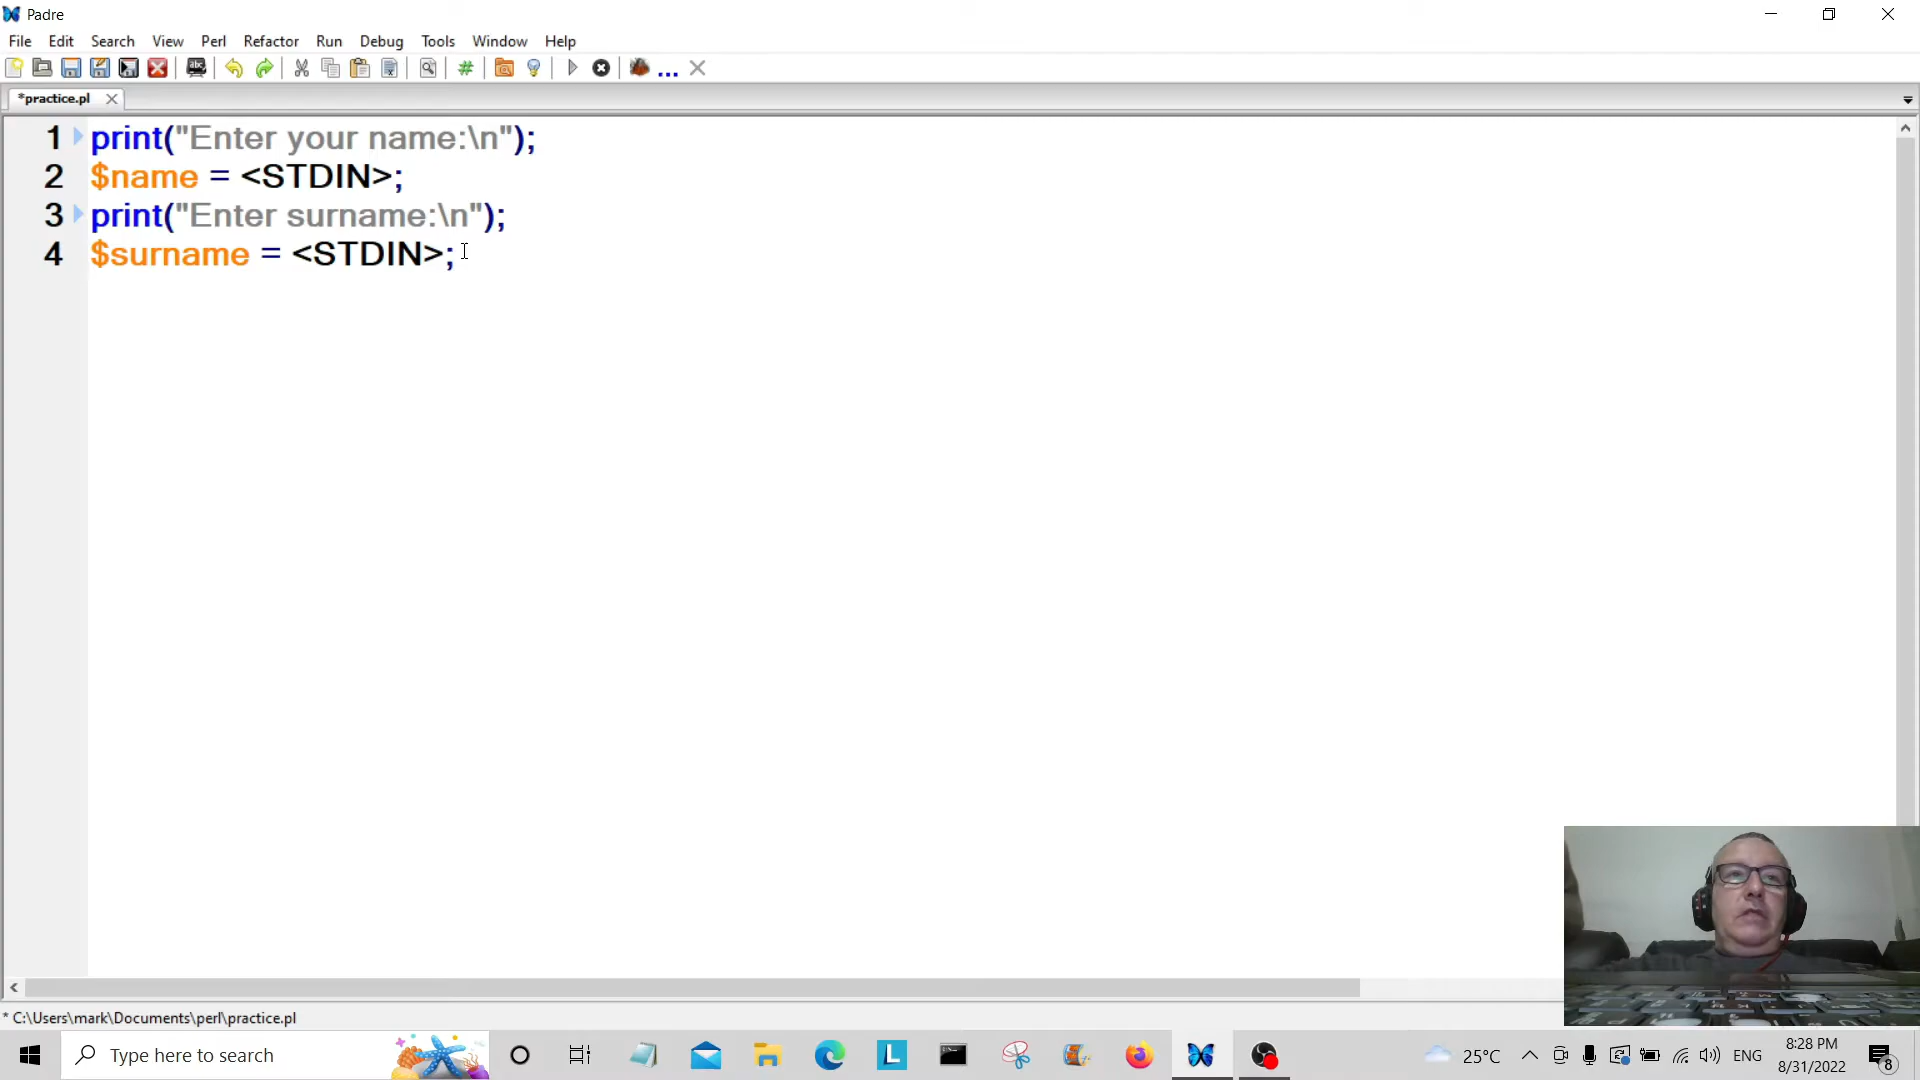 Padre
File Edit Search View Perl Refactor Run Debug Tools Window Help
*practice.pl
1 print("Enter your name:\n");
2 $name = <STDIN>;
3 print("Enter surname:\n");
4 $surname = <STDIN>;
* C:\Users\mark\Documents\perl\practice.pl
Type here to search
L
25°C
ENG
8:28 PM
8/31/2022
8